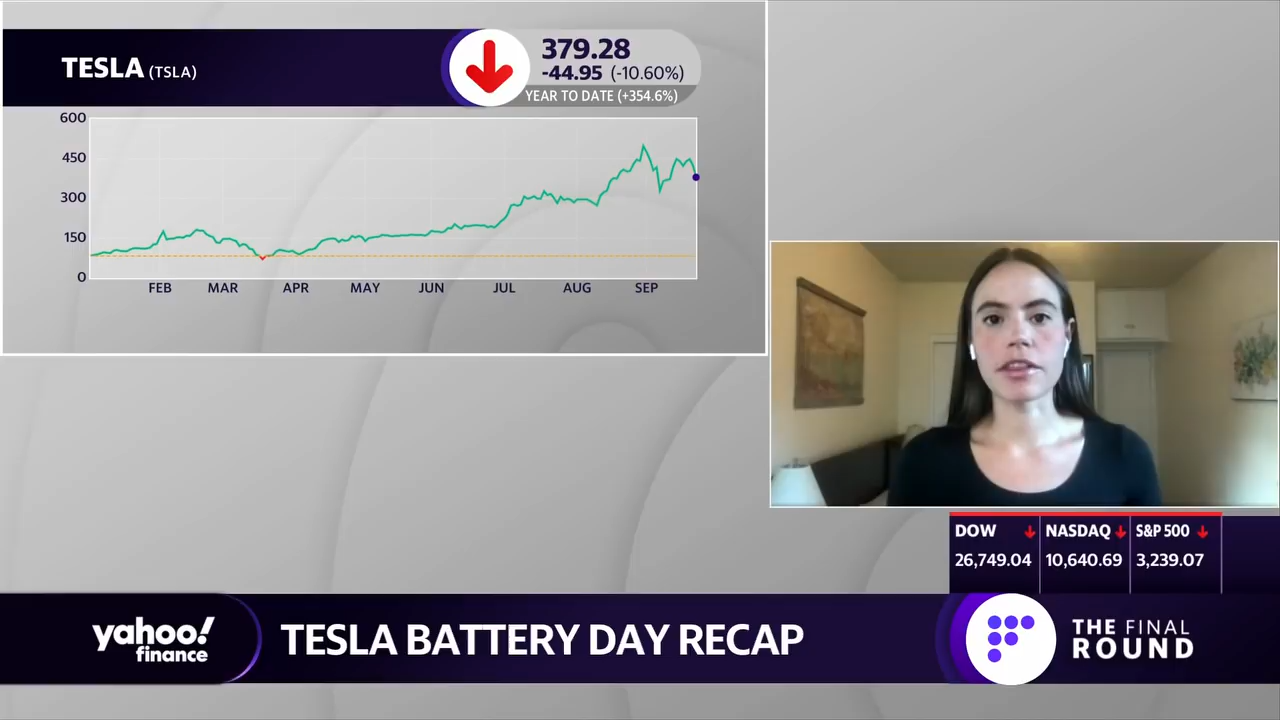 TESLA (TSLA)
379.28
-44.95 (-10.60%)
YEAR TO DATE (+354.6%)
600
450
300
150
0
FEB MAR APR MAY JUN JUL AUG SEP
DOW NASDAQ S&P 500
26,749.04 10,640.69 3,239.07
yahoo!
finance
TESLA BATTERY DAY RECAP
THE FINAL
ROUND